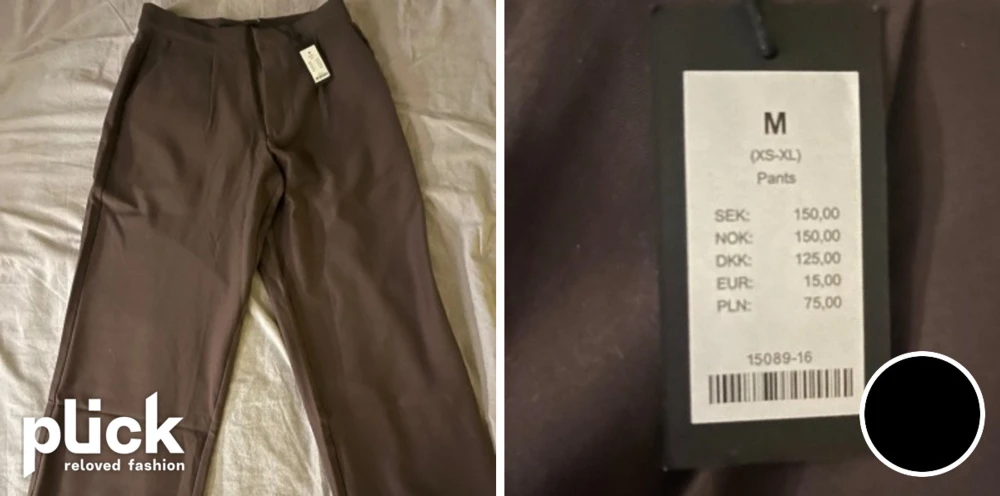 plick
reloved fashion
M
(XS-XL)
Pants
SEK: 150,00
NOK: 150,00
DKK: 125,00
EUR: 15,00
PLN: 75,00
15089-16